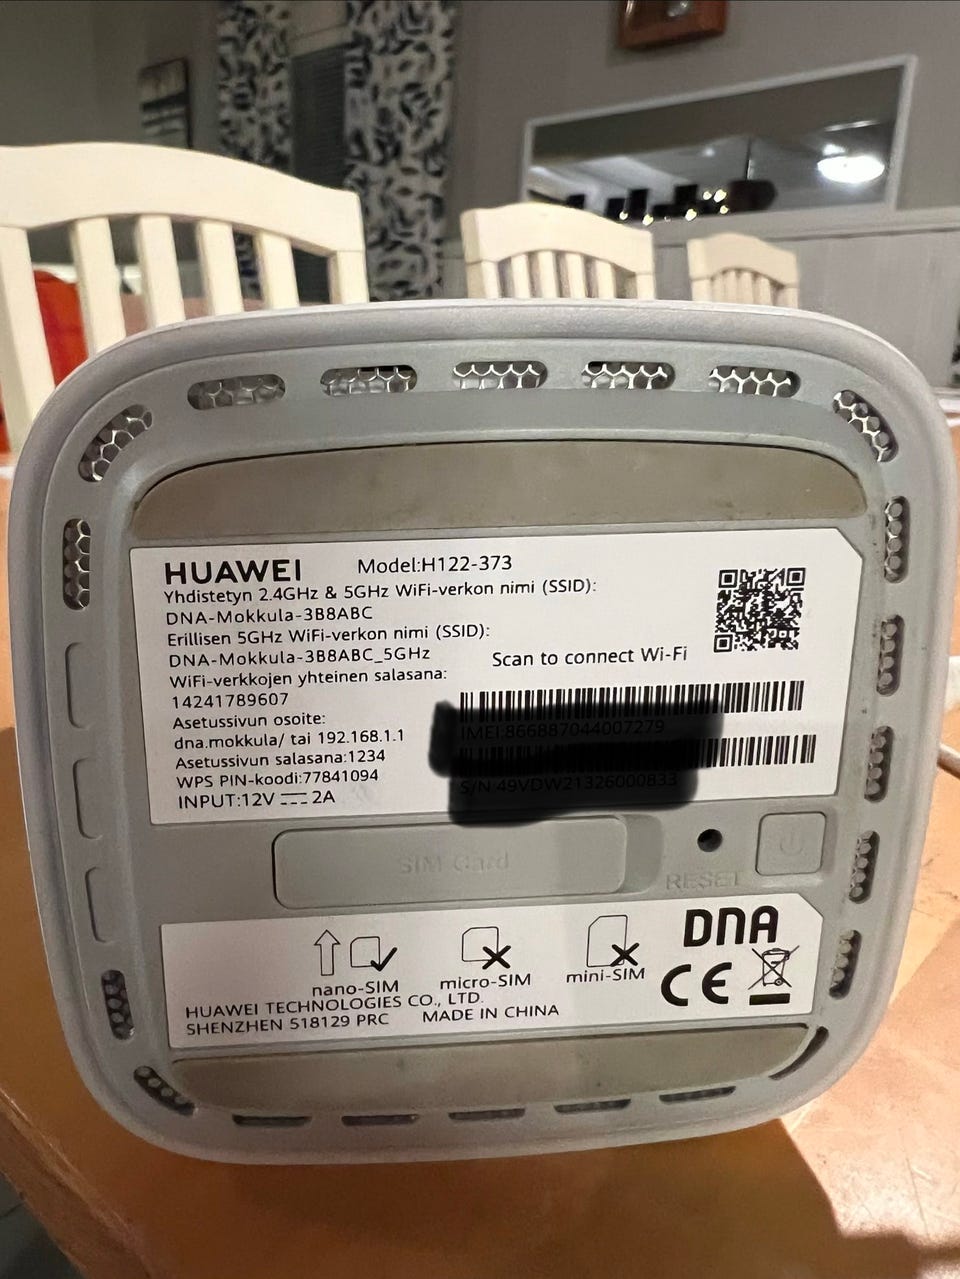 HUAWEI Model:H122-373
Yhdistetyn 2.4GHz & 5GHz WiFi-verkon nimi (SSID):
DNA-Mokkula-3B8ABC
Erillisen 5GHz WiFi-verkon nimi (SSID):
DNA-Mokkula-3B8ABC_5GHz
WiFi-verkkojen yhteinen salasana:
14241789607
Asetussivun osoite:
dna.mokkula/ tai 192.168.1.1
Asetussivun salasana:1234
WPS PIN-koodi:77841094
INPUT:12V ⎓ 2A
Scan to connect Wi-Fi
SIM Card
RESET
nano-SIM
micro-SIM
mini-SIM
DNA
CE
HUAWEI TECHNOLOGIES CO., LTD.
SHENZHEN 518129 PRC MADE IN CHINA